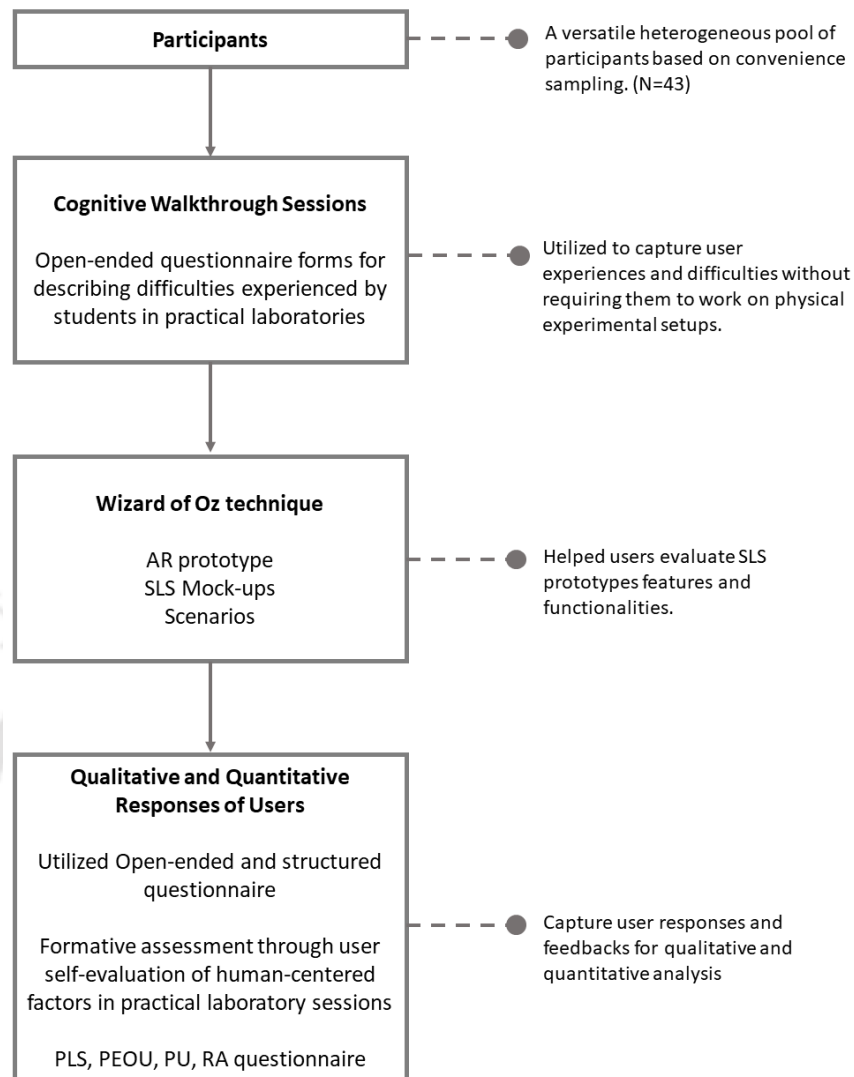 Participants
A versatile heterogeneous pool of
participants based on convenience
sampling. (N=43)
Cognitive Walkthrough Sessions
Open-ended questionnaire forms for
describing difficulties experienced by
students in practical laboratories
Utilized to capture user
experiences and difficulties without
requiring them to work on physical
experimental setups.
Wizard of Oz technique
AR prototype
SLS Mock-ups
Scenarios
Helped users evaluate SLS
prototypes features and
functionalities.
Qualitative and Quantitative
Responses of Users
Utilized Open-ended and structured
questionnaire
Formative assessment through user
self-evaluation of human-centered
factors in practical laboratory sessions
PLS, PEOU, PU, RA questionnaire
Capture user responses and
feedbacks for qualitative and
quantitative analysis